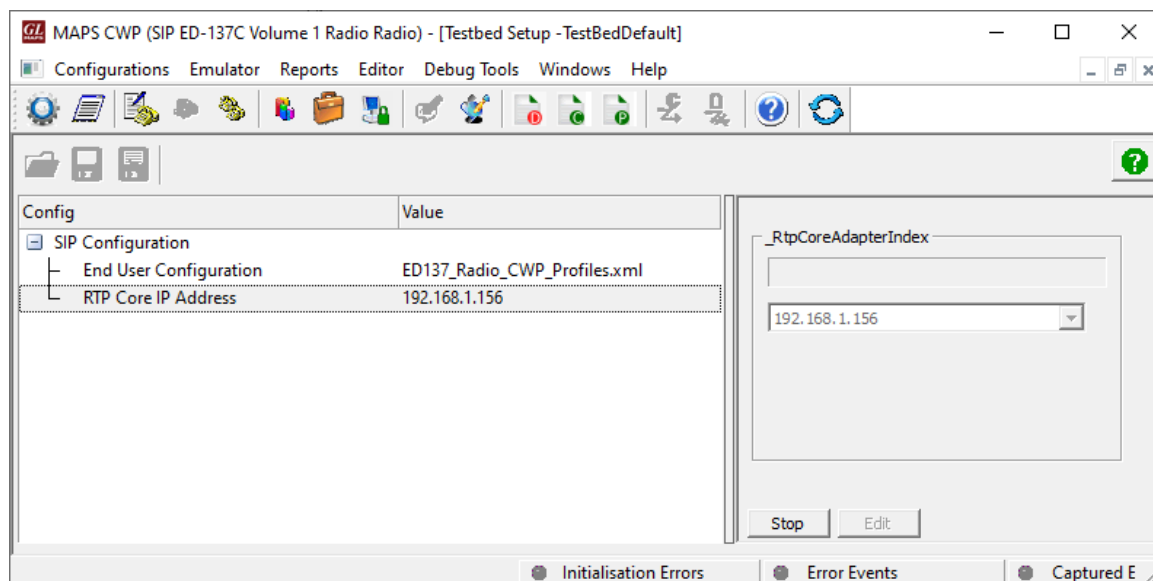 GL MAPS MAPS CWP (SIP ED-137C Volume 1 Radio Radio) - [Testbed Setup -TestBedDefault]
Configurations Emulator Reports Editor Debug Tools Windows Help
D C P ?
?
Config Value
SIP Configuration
End User Configuration ED137_Radio_CWP_Profiles.xml
RTP Core IP Address 192.168.1.156
_RtpCoreAdapterIndex
192.168.1.156
Stop Edit
Initialisation Errors Error Events Captured E